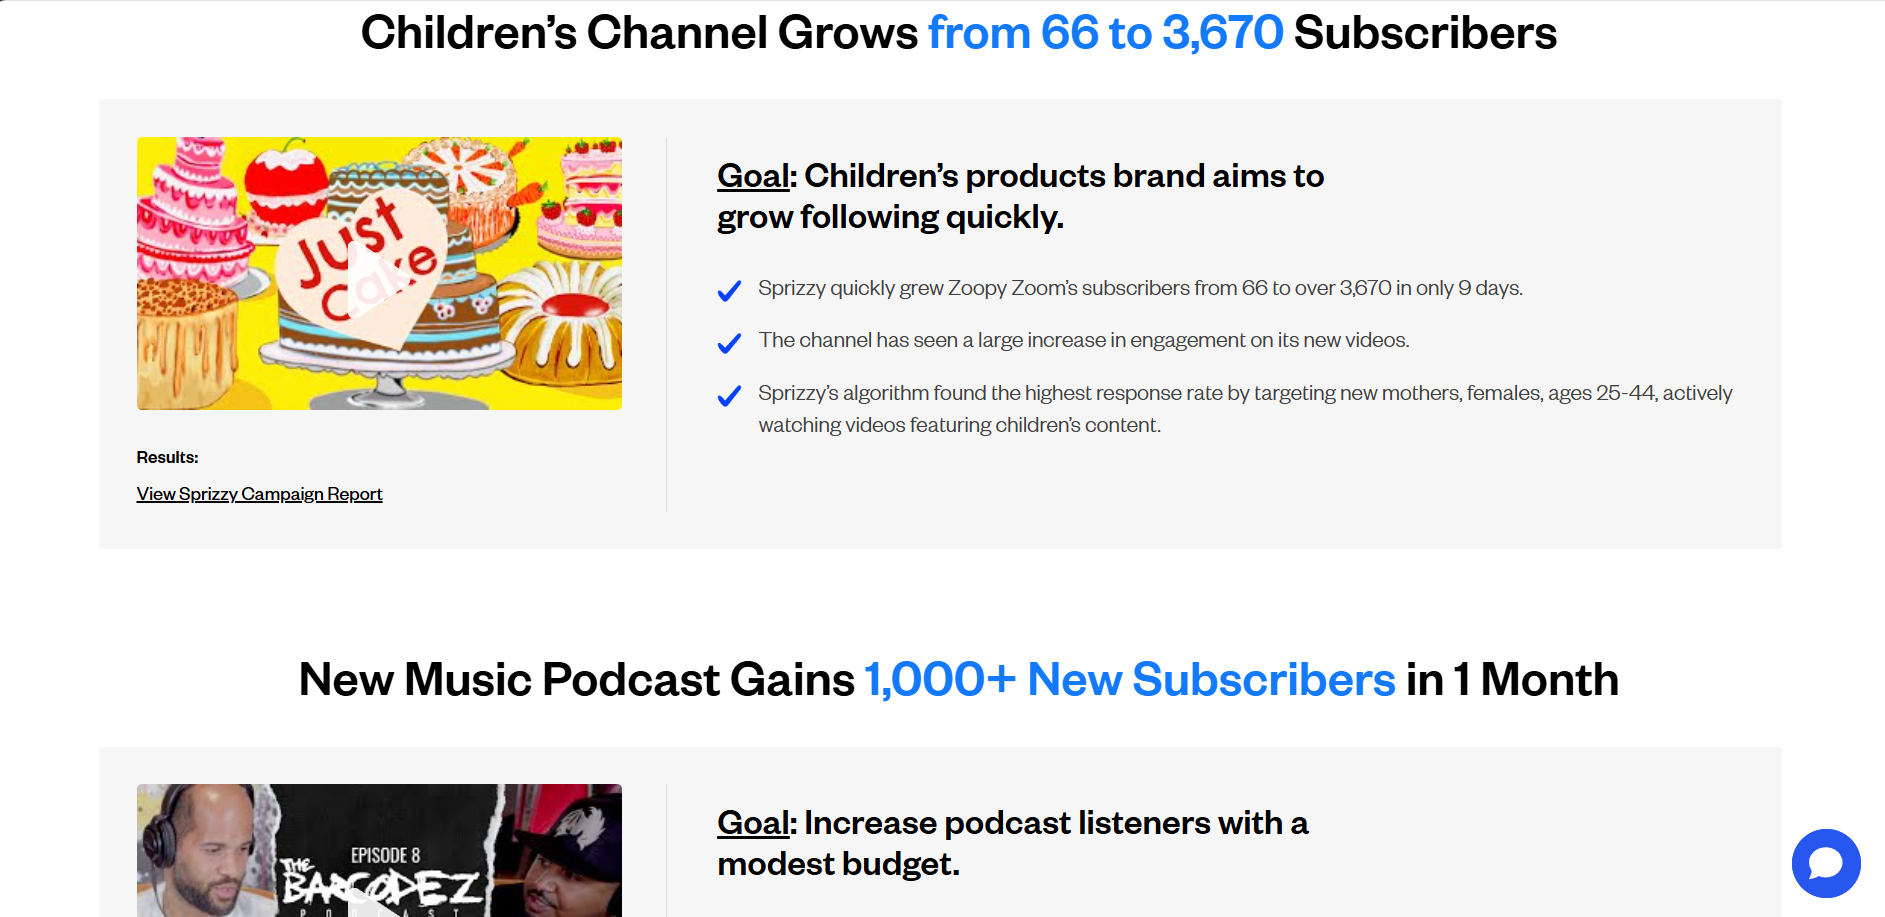 Children’s Channel Grows from 66 to 3,670 Subscribers
Just
Cake
Goal: Children’s products brand aims to
grow following quickly.
Sprizzy quickly grew Zoopy Zoom’s subscribers from 66 to over 3,670 in only 9 days.
The channel has seen a large increase in engagement on its new videos.
Sprizzy’s algorithm found the highest response rate by targeting new mothers, females, ages 25-44, actively
watching videos featuring children’s content.
Results:
View Sprizzy Campaign Report
New Music Podcast Gains 1,000+ New Subscribers in 1 Month
EPISODE 8
THE
BARCODEZ
PODCAST
Goal: Increase podcast listeners with a
modest budget.